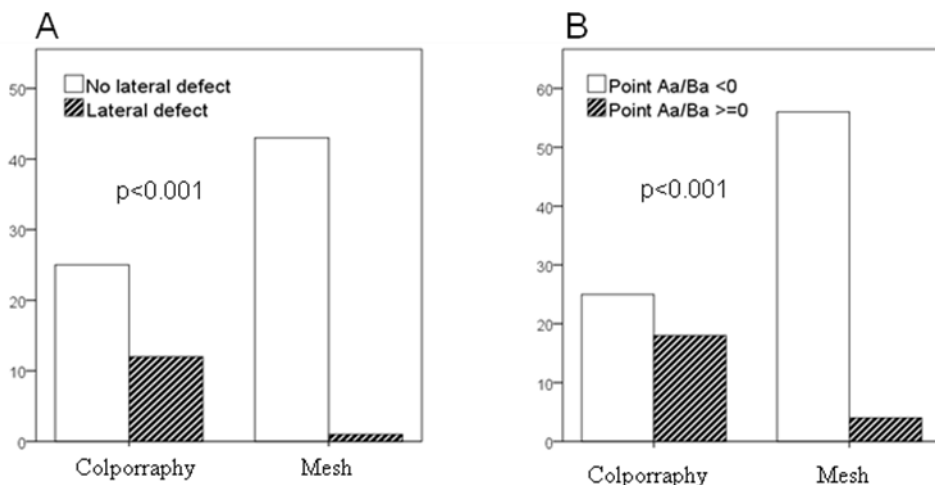 A
No lateral defect
Lateral defect
50
40
30
20
10
0
p<0.001
Colporraphy Mesh
B
Point Aa/Ba <0
Point Aa/Ba >=0
60
50
40
30
20
10
0
p<0.001
Colporraphy Mesh